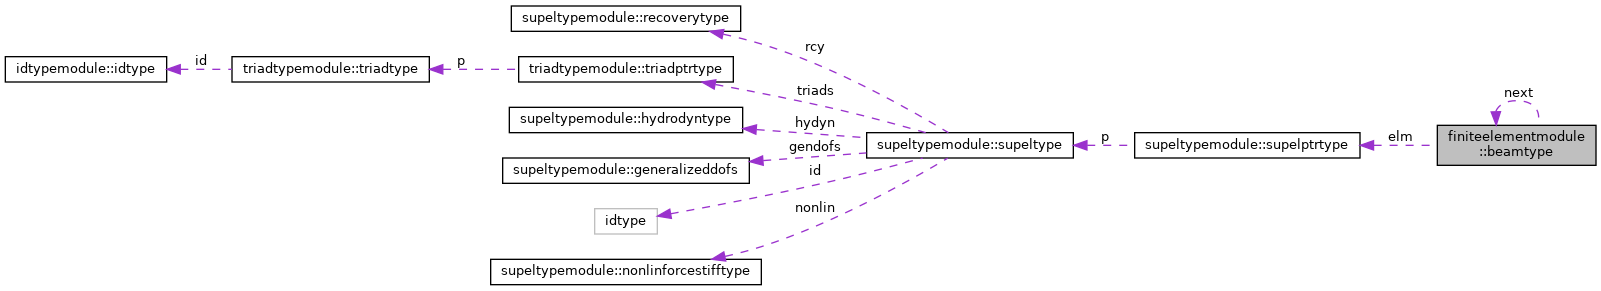 supeltypemodule::recoverytype
rcy
idtypemodule::idtype
id
triadtypemodule::triadtype
p
triadtypemodule::triadptrtype
triads
next
supeltypemodule::hydrodyntype
hydyn
gendofs
supeltypemodule::supeltype
p
supeltypemodule::supelptrtype
elm
finiteelementmodule
::beamtype
supeltypemodule::generalizeddofs
id
idtype
nonlin
supeltypemodule::nonlinforcestifftype